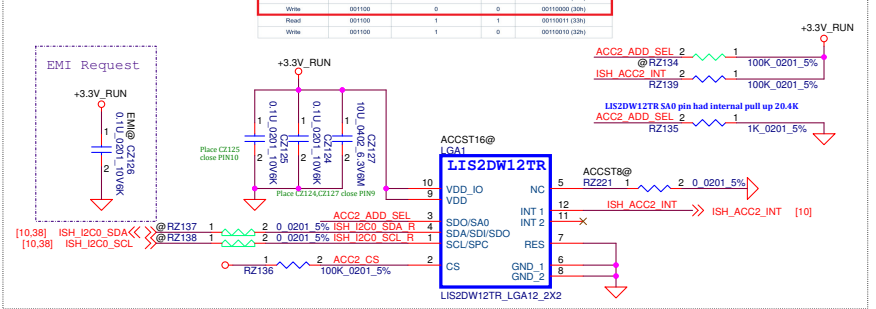 Write 001100 0 0 00110000 (30h)
Read 001100 1 1 00110011 (33h)
Write 001100 1 0 00110010 (32h)
+3.3V_RUN
ACC2_ADD_SEL 2 1
@RZ134 100K_0201_5%
ISH_ACC2_INT 2 1
RZ139 100K_0201_5%
LIS2DW12TR SA0 pin had internal pull up 20.4K
2 1
RZ135 1K_0201_5%
EMI Request
+3.3V_RUN
1
2
EMI@ CZ126
0.1U_0201_10V6K
+3.3V_RUN
1
2
0.1U_0201_10V6K
CZ125
1
2
0.1U_0201_10V6K
CZ124
1
2
10U_0402_6.3V6M
CZ127
Place CZ125
close PIN10
Place CZ124,CZ127 close PIN9
ACCST16@
LGA1
LIS2DW12TR
10 VDD_IO
9 VDD
ACC2_ADD_SEL 3 SDO/SA0
[10,38] ISH_I2C0_SDA @RZ137 1 2 0_0201_5% ISH_I2C0_SDA_R 4 SDA/SDI/SDO
[10,38] ISH_I2C0_SCL @RZ138 1 2 0_0201_5% ISH_I2C0_SCL_R 1 SCL/SPC
1 2 ACC2_CS 2 CS
RZ136 100K_0201_5%
NC 5
ACCST8@
RZ221 1 2 0_0201_5%
INT 1 12 ISH_ACC2_INT ISH_ACC2_INT [10]
INT 2 11
RES 7
GND_1 6
GND_2 8
LIS2DW12TR_LGA12_2X2